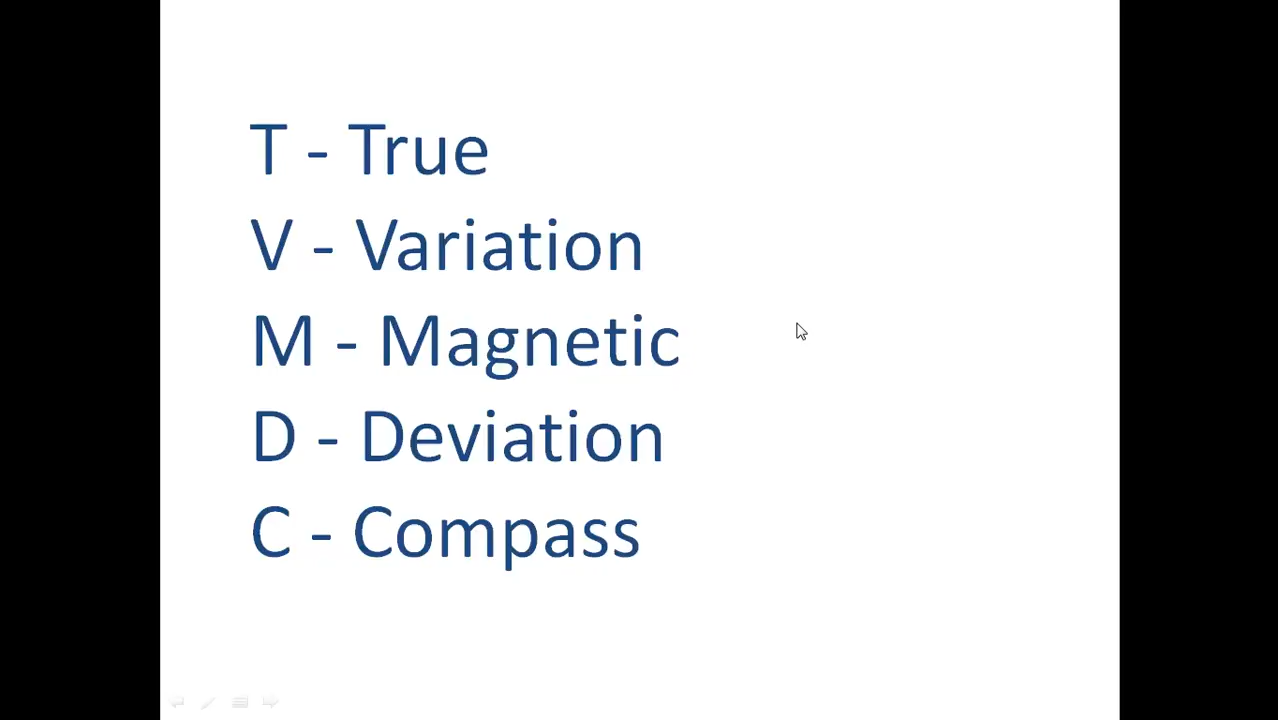 T - True
V - Variation
M - Magnetic
D - Deviation
C - Compass